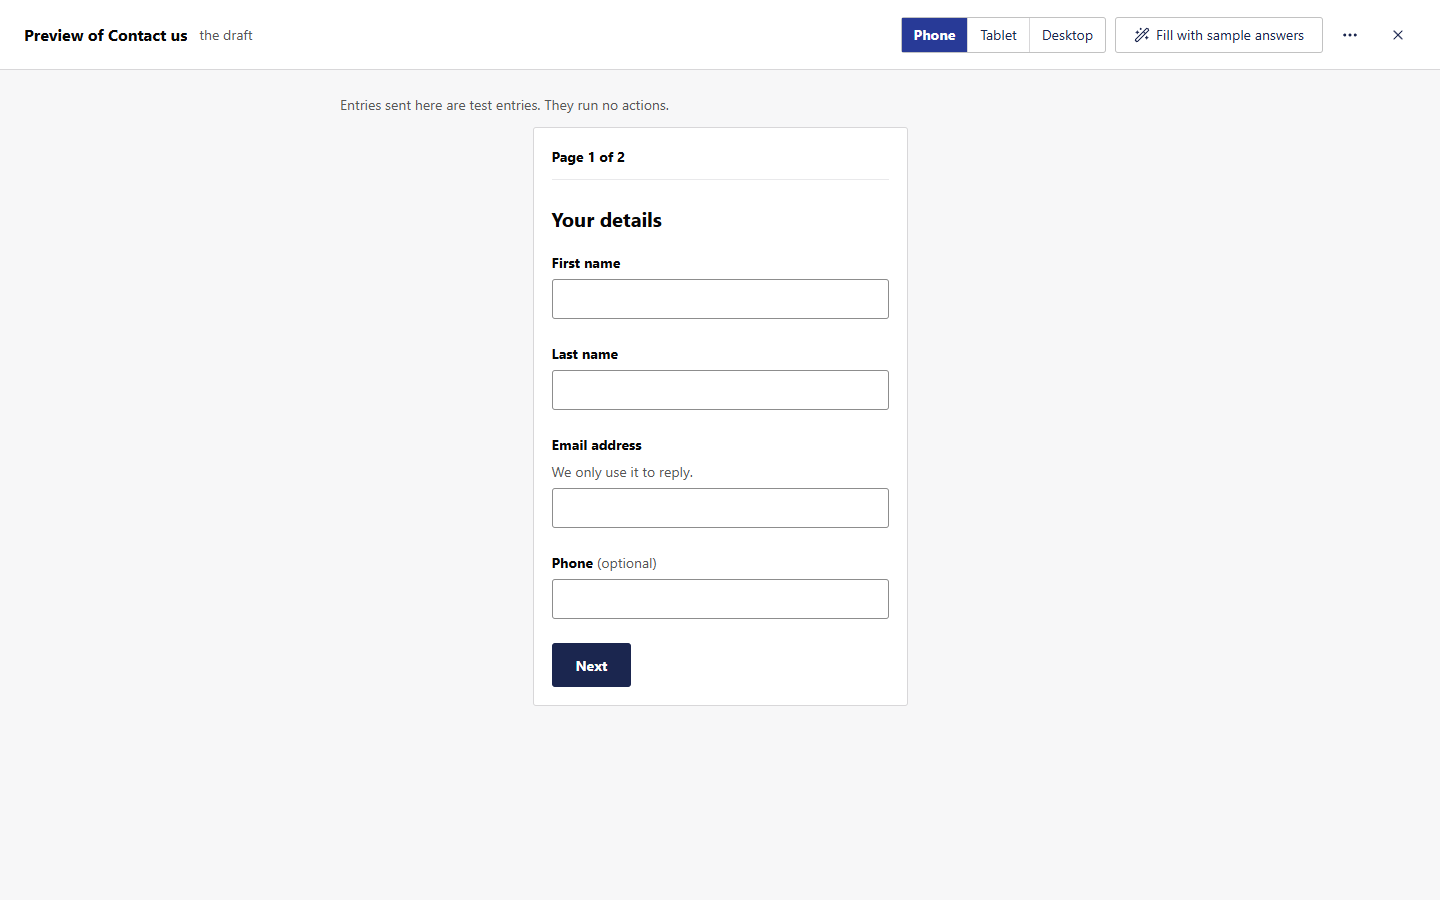 Preview of Contact us the draft
Phone Tablet Desktop Fill with sample answers
Entries sent here are test entries. They run no actions.
Page 1 of 2
Your details
First name
Last name
Email address
We only use it to reply.
Phone (optional)
Next